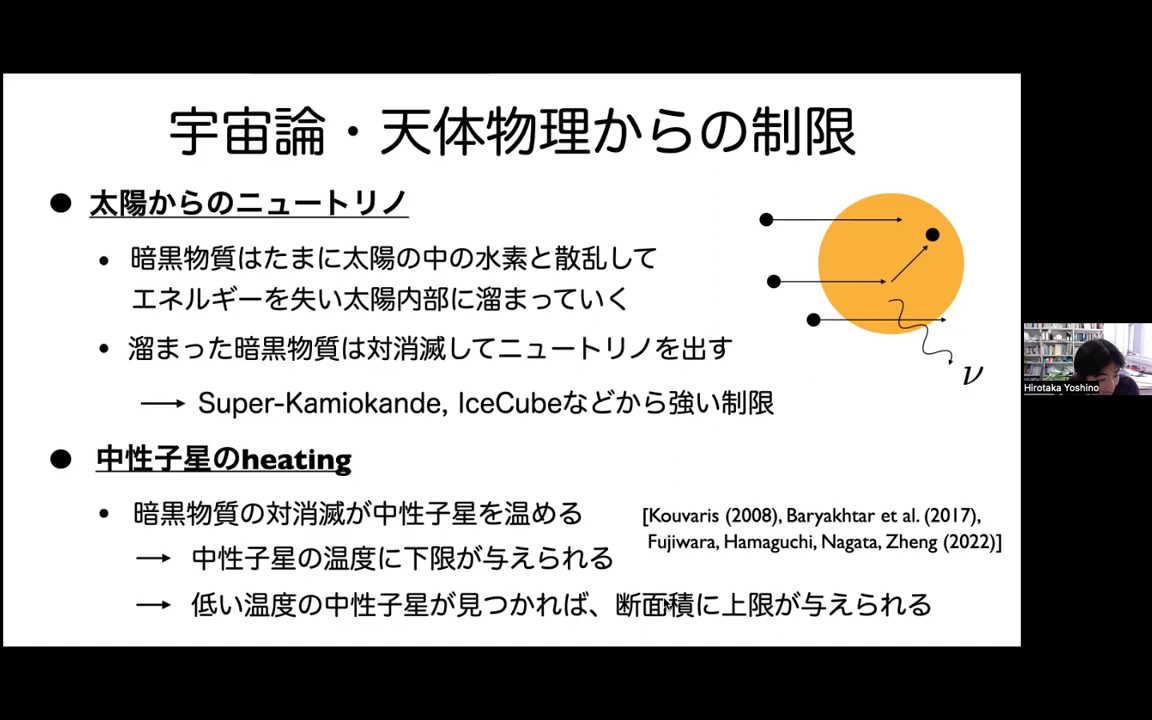 宇宙論・天体物理からの制限
太陽からのニュートリノ
暗黒物質はたまに太陽の中の水素と散乱して
エネルギーを失い太陽内部に溜まっていく
溜まった暗黒物質は対消滅してニュートリノを出す
→ Super-Kamiokande, IceCubeなどから強い制限
ν
Hirotaka Yoshino
中性子星のheating
暗黒物質の対消滅が中性子星を温める
[Kouvaris (2008), Baryakhtar et al. (2017),
Fujiwara, Hamaguchi, Nagata, Zheng (2022)]
→ 中性子星の温度に下限が与えられる
→ 低い温度の中性子星が見つかれば、断面積に上限が与えられる